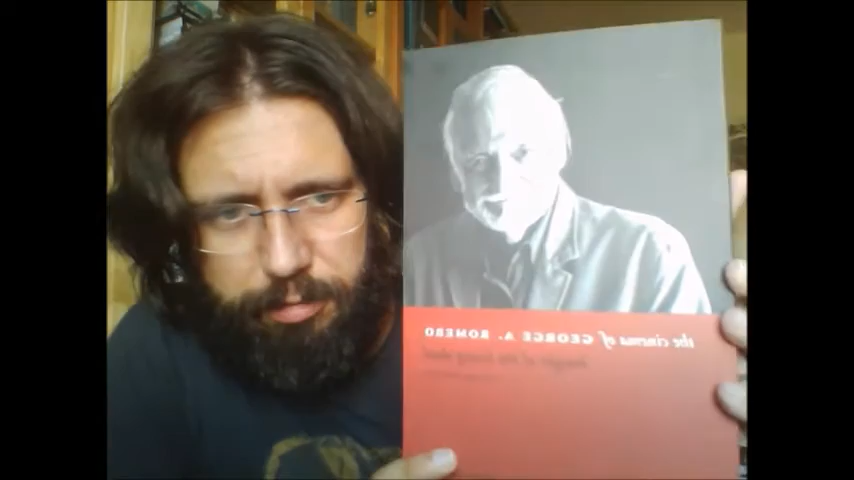 the cinema of GEORGE A. ROMERO
knight of the living dead